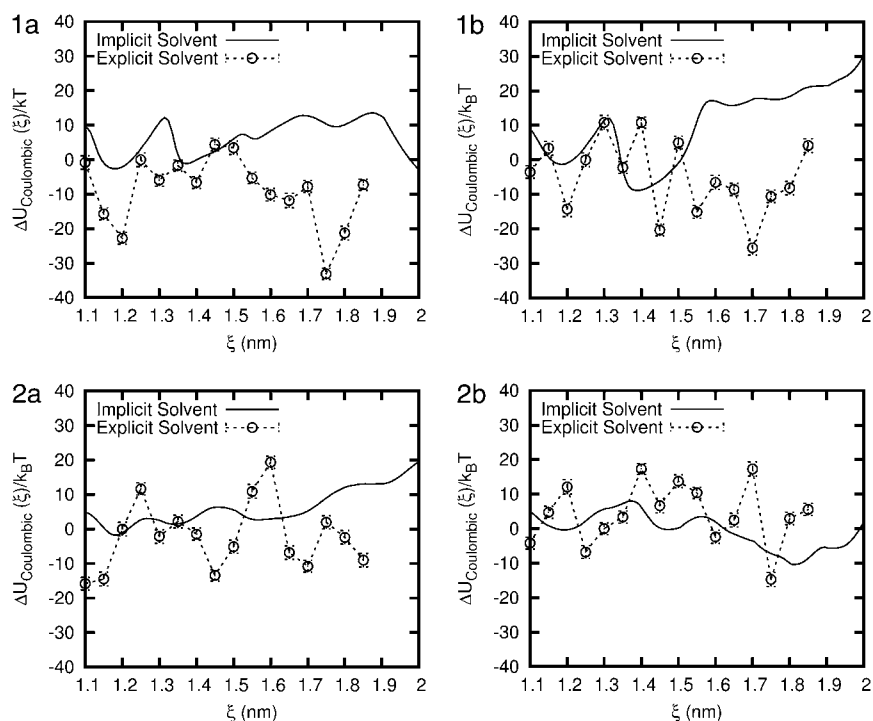 1a
Implicit Solvent
Explicit Solvent
40
30
20
10
0
-10
-20
-30
-40
ΔU_Coulombic (ξ)/kT
1.1 1.2 1.3 1.4 1.5 1.6 1.7 1.8 1.9 2
ξ (nm)
1b
Implicit Solvent
Explicit Solvent
40
30
20
10
0
-10
-20
-30
-40
ΔU_Coulombic (ξ)/k_BT
1.1 1.2 1.3 1.4 1.5 1.6 1.7 1.8 1.9 2
ξ (nm)
2a
Implicit Solvent
Explicit Solvent
40
30
20
10
0
-10
-20
-30
-40
ΔU_Coulombic (ξ)/k_BT
1.1 1.2 1.3 1.4 1.5 1.6 1.7 1.8 1.9 2
ξ (nm)
2b
Implicit Solvent
Explicit Solvent
40
30
20
10
0
-10
-20
-30
-40
ΔU_Coulombic (ξ)/k_BT
1.1 1.2 1.3 1.4 1.5 1.6 1.7 1.8 1.9 2
ξ (nm)